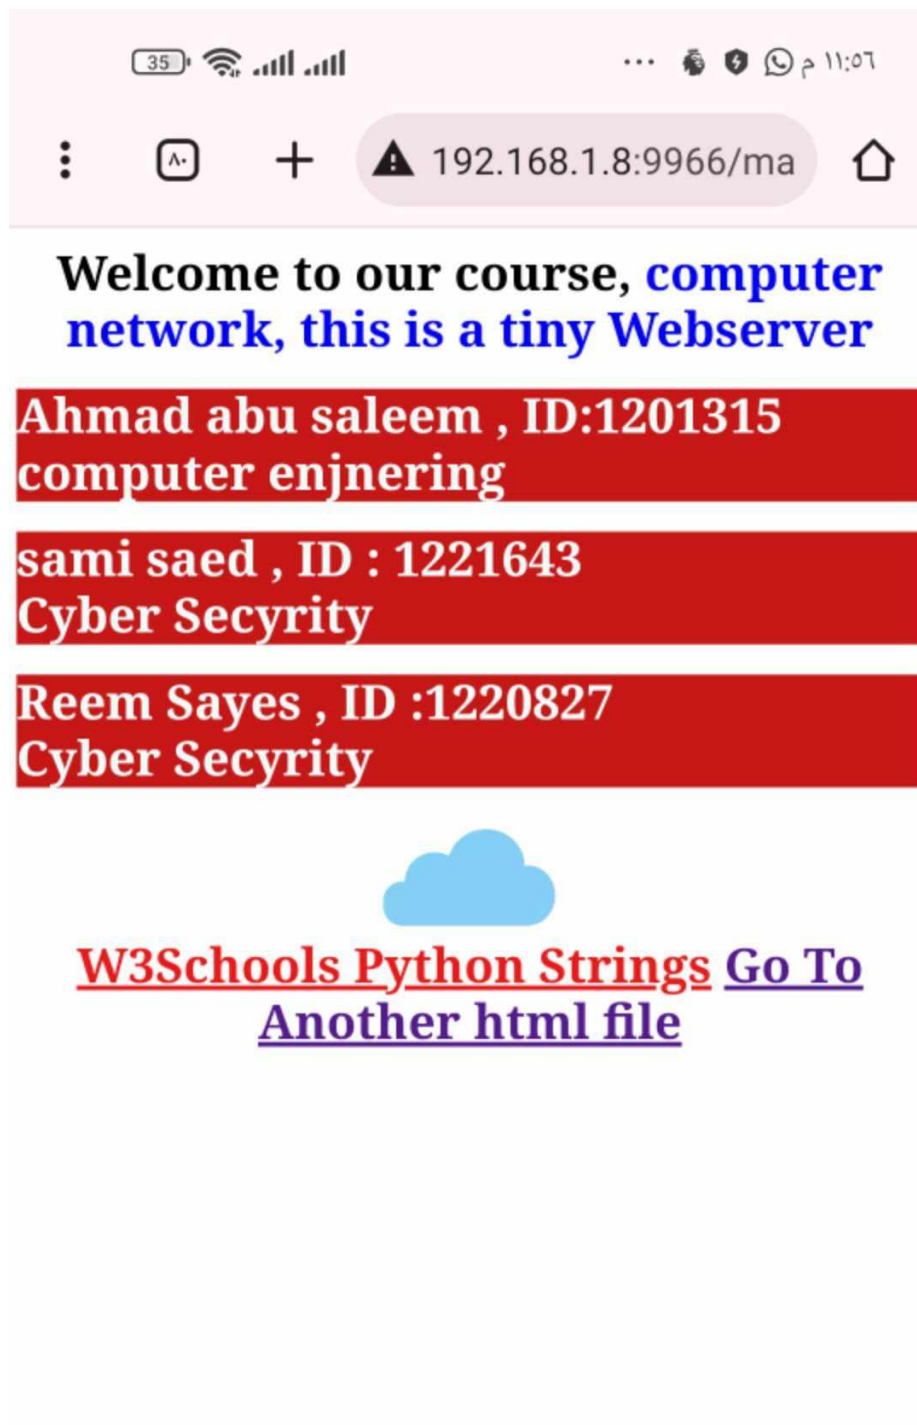 35 ١١:٥٦ م
٨٠ 192.168.1.8:9966/ma
Welcome to our course, computer
network, this is a tiny Webserver
Ahmad abu saleem , ID:1201315
computer enjnering
sami saed , ID : 1221643
Cyber Secyrity
Reem Sayes , ID :1220827
Cyber Secyrity
W3Schools Python Strings Go To
Another html file